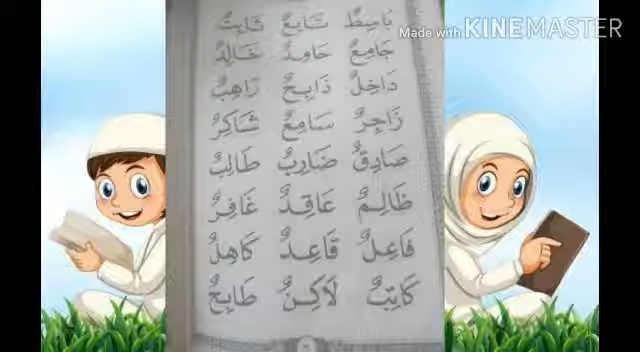 بَاسِطٌ تَابِعٌ ثَابِتٌ
Made with KINEMASTER
جَامِعٌ حَامِدٌ خَالِدٌ
دَاخِلٌ ذَابِحٌ رَاهِبٌ
زَاجِرٌ سَامِعٌ شَاكِرٌ
صَادِقٌ ضَارِبٌ طَالِبٌ
ظَالِمٌ عَاقِدٌ غَافِرٌ
فَاعِلٌ قَاعِدٌ كَاهِلٌ
كَاتِبٌ لَاكِنٌ طَابِخٌ